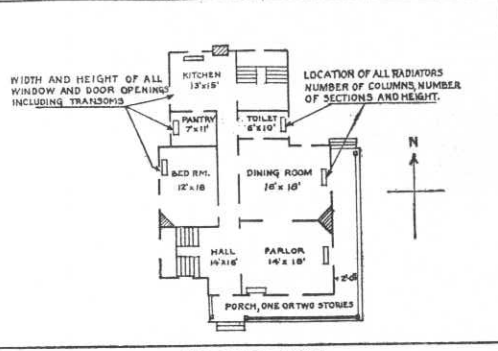 WIDTH AND HEIGHT OF ALL
WINDOW AND DOOR OPENINGS
INCLUDING TRANSOMS
LOCATION OF ALL RADIATORS
NUMBER OF COLUMNS, NUMBER
OF SECTIONS AND HEIGHT.
KITCHEN
13'x15'
PANTRY
7'x11'
TOILET
6'x10'
N
BED RM.
12'x18
DINING ROOM
16'x18'
HALL
14'x16'
PARLOR
14'x18'
PORCH, ONE OR TWO STORIES